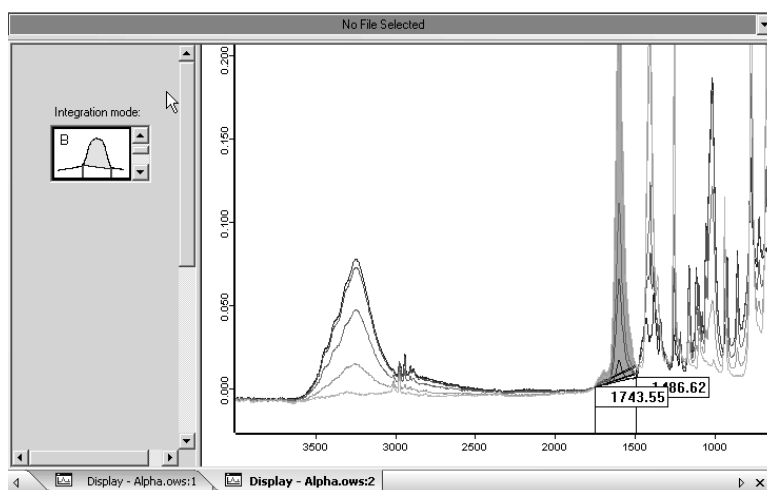 No File Selected
Integration mode:
B
0.200
0.150
0.100
0.050
0.000
1486.62
1743.55
3500 3000 2500 2000 1500 1000
Display - Alpha.ows:1 Display - Alpha.ows:2